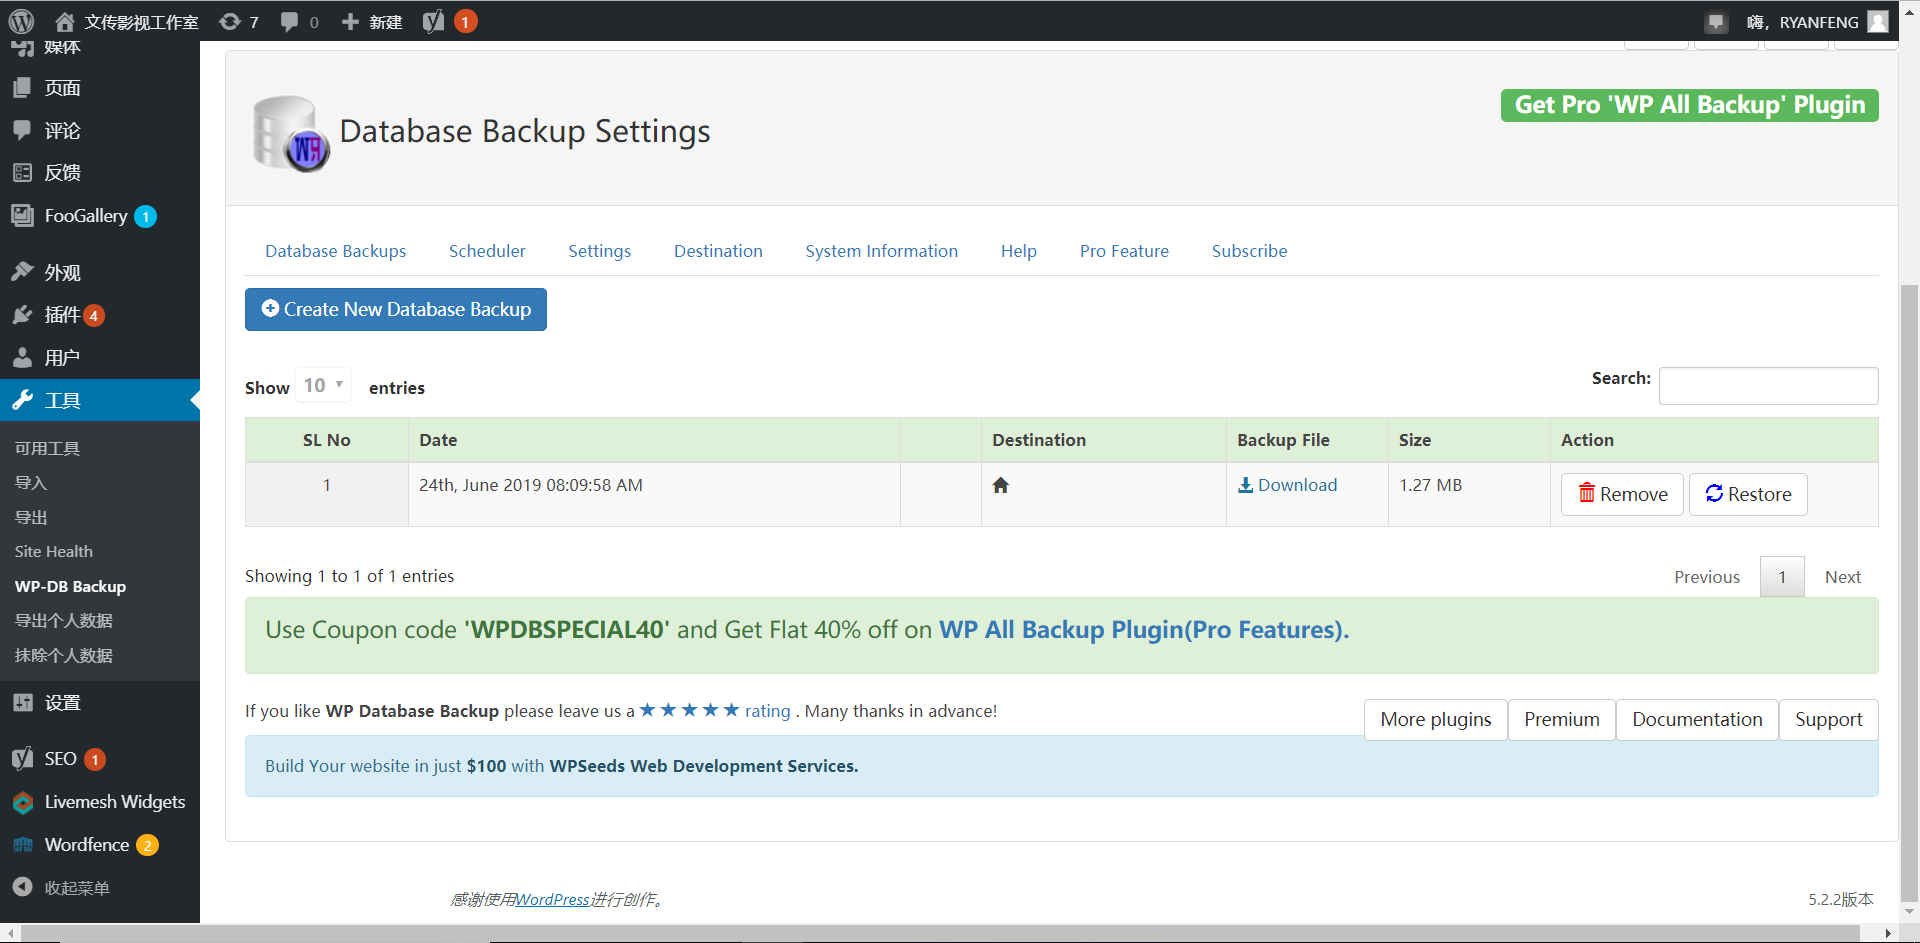 文传影视工作室 7 0 新建 1 嗨，RYANFENG
媒体
页面
评论
反馈
FooGallery 1
外观
插件 4
用户
工具
可用工具
导入
导出
Site Health
WP-DB Backup
导出个人数据
抹除个人数据
设置
SEO 1
Livemesh Widgets
Wordfence 2
收起菜单
Database Backup Settings
Get Pro 'WP All Backup' Plugin
Database Backups Scheduler Settings Destination System Information Help Pro Feature Subscribe
Create New Database Backup
Show 10 entries
Search:
SL No Date Destination Backup File Size Action
1 24th, June 2019 08:09:58 AM Download 1.27 MB Remove Restore
Showing 1 to 1 of 1 entries
Previous 1 Next
Use Coupon code 'WPDBSPECIAL40' and Get Flat 40% off on WP All Backup Plugin(Pro Features).
If you like WP Database Backup please leave us a ★★★★★ rating . Many thanks in advance!
More plugins Premium Documentation Support
Build Your website in just $100 with WPSeeds Web Development Services.
感谢使用WordPress进行创作。
5.2.2版本